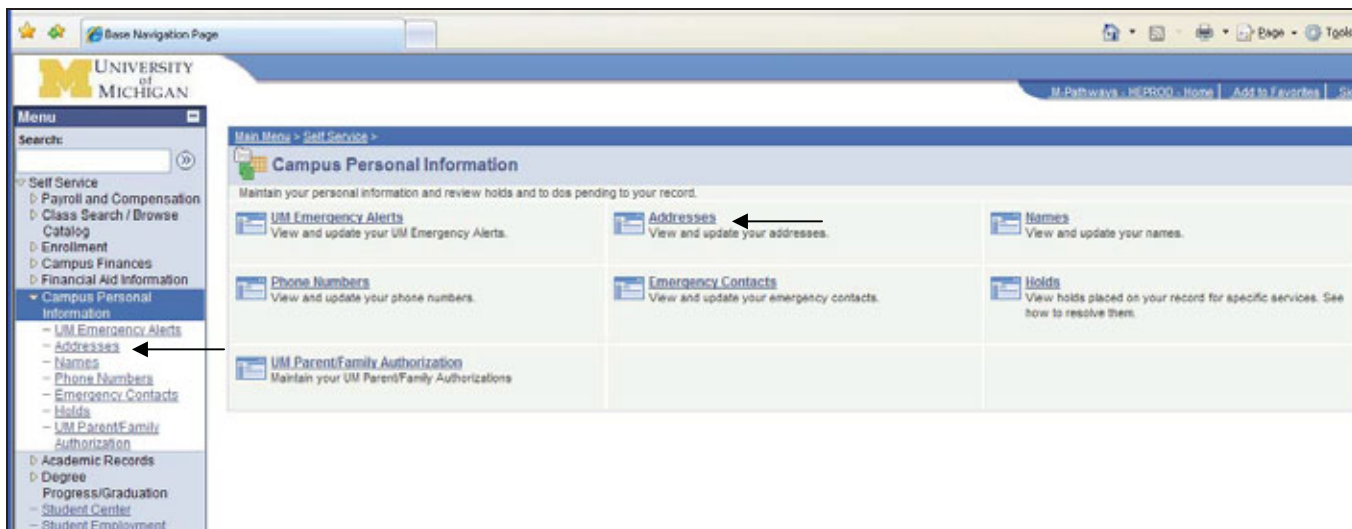 Base Navigation Page
Page
Tools
UNIVERSITY
of
MICHIGAN
M-Pathways - HEPROD - Home
Add to Favorites
Menu
Search:
Self Service
Payroll and Compensation
Class Search / Browse
Catalog
Enrollment
Campus Finances
Financial Aid Information
Campus Personal
Information
UM Emergency Alerts
Addresses
Names
Phone Numbers
Emergency Contacts
Holds
UM Parent/Family
Authorization
Academic Records
Degree
Progress/Graduation
Student Center
Student Employment
Main Menu > Self Service >
Campus Personal Information
Maintain your personal information and review holds and to dos pending to your record.
UM Emergency Alerts
View and update your UM Emergency Alerts.
Addresses
View and update your addresses.
Names
View and update your names.
Phone Numbers
View and update your phone numbers.
Emergency Contacts
View and update your emergency contacts.
Holds
View holds placed on your record for specific services. See
how to resolve them.
UM Parent/Family Authorization
Maintain your UM Parent/Family Authorizations